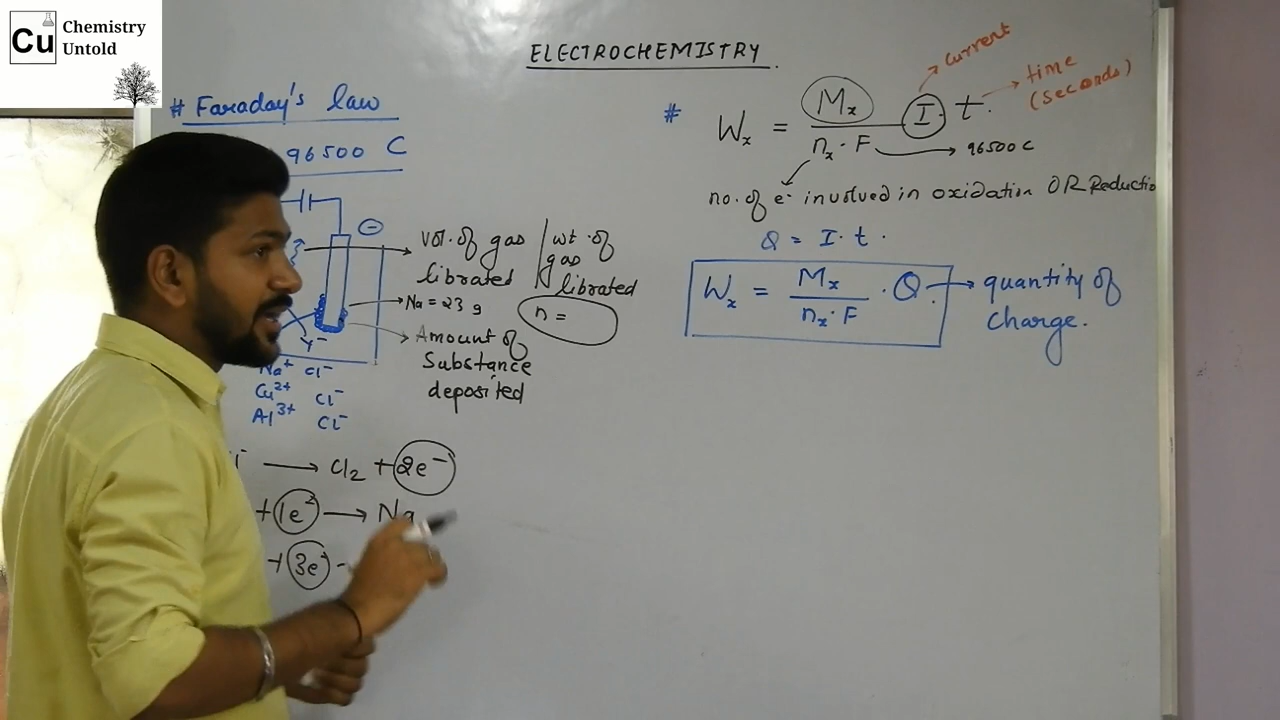 Cu Chemistry
Untold
ELECTROCHEMISTRY
# Faraday's law
96500 C
⊖
Vol. of gas
librated
wt. of
gas
librated
Na = 23 g
n =
Amount of
Substance
deposited
e⁻
Na⁺ Cl⁻
Cu²⁺ Cl⁻
Al³⁺ Cl⁻
⟶ Cl₂ + 2e⁻
+ 1e⁻ ⟶ Na
+ 3e⁻
# Wₓ = Mₓ / nₓ · F I. t.
current
time
(seconds)
96500 C
no. of e⁻ involved in oxidation OR Reductio
Q = I. t.
Wₓ = Mₓ / nₓ · F · Q → quantity of
charge.